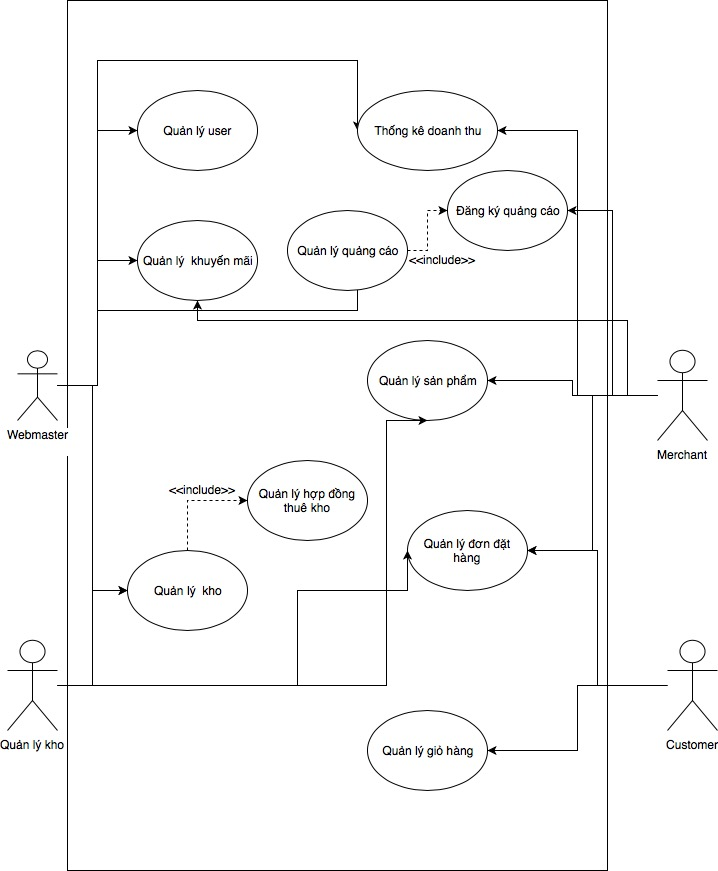 Quản lý user
Thống kê doanh thu
Đăng ký quảng cáo
Quản lý khuyến mãi
Quản lý quảng cáo
<<include>>
Quản lý sản phẩm
Webmaster
Merchant
<<include>>
Quản lý hợp đồng
thuê kho
Quản lý đơn đặt
hàng
Quản lý kho
Quản lý kho
Customer
Quản lý giỏ hàng